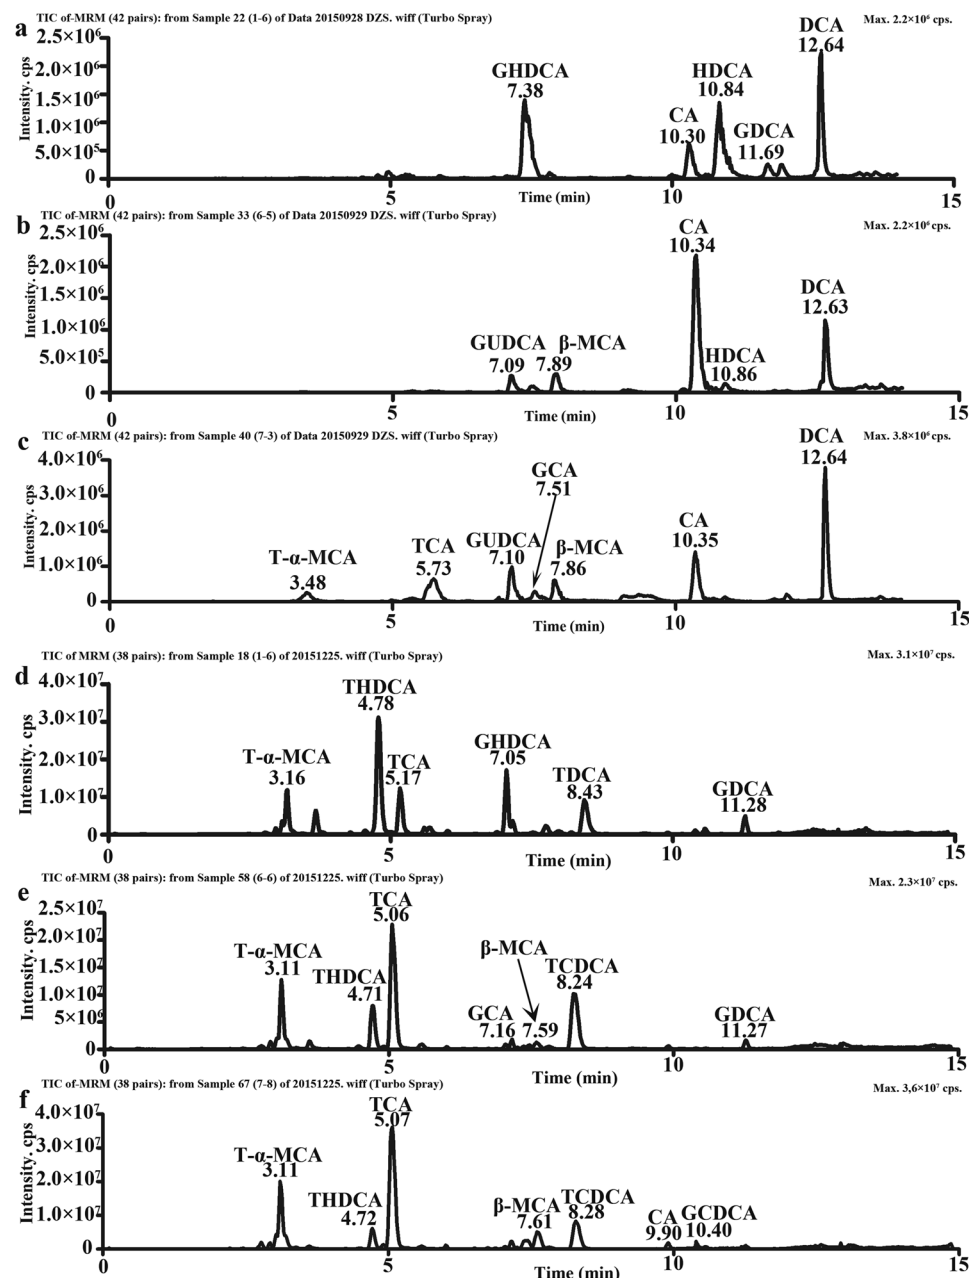 a
TIC of-MRM (42 pairs): from Sample 22 (1-6) of Data 20150928 DZS. wiff (Turbo Spray)
Max. 2.2×10⁶ cps.
Intensity. cps
2.5×10⁶
2.0×10⁶
1.5×10⁶
1.0×10⁶
5.0×10⁵
0
GHDCA
7.38
CA
10.30
HDCA
10.84
GDCA
11.69
DCA
12.64
0
5
10
15
Time (min)
b
TIC of-MRM (42 pairs): from Sample 33 (6-5) of Data 20150929 DZS. wiff (Turbo Spray)
Max. 2.2×10⁶ cps.
Intensity. cps
2.5×10⁶
2.0×10⁶
1.5×10⁶
1.0×10⁶
5.0×10⁵
0
GUDCA
7.09
β-MCA
7.89
CA
10.34
HDCA
10.86
DCA
12.63
0
5
10
15
Time (min)
c
TIC of-MRM (42 pairs): from Sample 40 (7-3) of Data 20150929 DZS. wiff (Turbo Spray)
Max. 3.8×10⁶ cps.
Intensity. cps
4.0×10⁶
3.0×10⁶
2.0×10⁶
1.0×10⁶
0
T-α-MCA
3.48
TCA
5.73
GUDCA
7.10
GCA
7.51
β-MCA
7.86
CA
10.35
DCA
12.64
0
5
10
15
Time (min)
d
TIC of MRM (38 pairs): from Sample 18 (1-6) of 20151225. wiff (Turbo Spray)
Max. 3.1×10⁷ cps.
Intensity. cps
4.0×10⁷
3.0×10⁷
2.0×10⁷
1.0×10⁷
0
T-α-MCA
3.16
THDCA
4.78
TCA
5.17
GHDCA
7.05
TDCA
8.43
GDCA
11.28
0
5
10
15
Time (min)
e
TIC of-MRM (38 pairs): from Sample 58 (6-6) of 20151225. wiff (Turbo Spray)
Max. 2.3×10⁷ cps.
Intensity. cps
2.5×10⁷
2.0×10⁷
1.5×10⁷
1.0×10⁷
5.0×10⁶
0
T-α-MCA
3.11
THDCA
4.71
TCA
5.06
GCA
7.16
β-MCA
7.59
TCDCA
8.24
GDCA
11.27
0
5
10
15
Time (min)
f
TIC of-MRM (38 pairs): from Sample 67 (7-8) of 20151225. wiff (Turbo Spray)
Max. 3,6×10⁷ cps.
Intensity. cps
4.0×10⁷
3.0×10⁷
2.0×10⁷
1.0×10⁷
0
T-α-MCA
3.11
THDCA
4.72
TCA
5.07
β-MCA
7.61
TCDCA
8.28
CA
9.90
GCDCA
10.40
0
5
10
15
Time (min)